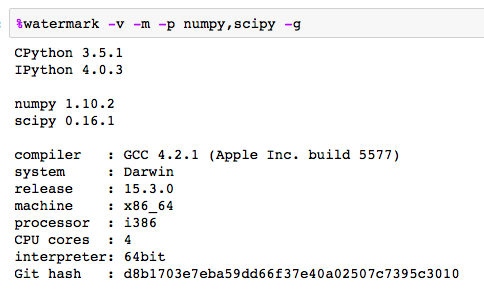 %watermark -v -m -p numpy,scipy -g
CPython 3.5.1
IPython 4.0.3
numpy 1.10.2
scipy 0.16.1
compiler   : GCC 4.2.1 (Apple Inc. build 5577)
system     : Darwin
release    : 15.3.0
machine    : x86_64
processor  : i386
CPU cores  : 4
interpreter: 64bit
Git hash   : d8b1703e7eba59dd66f37e40a02507c7395c3010